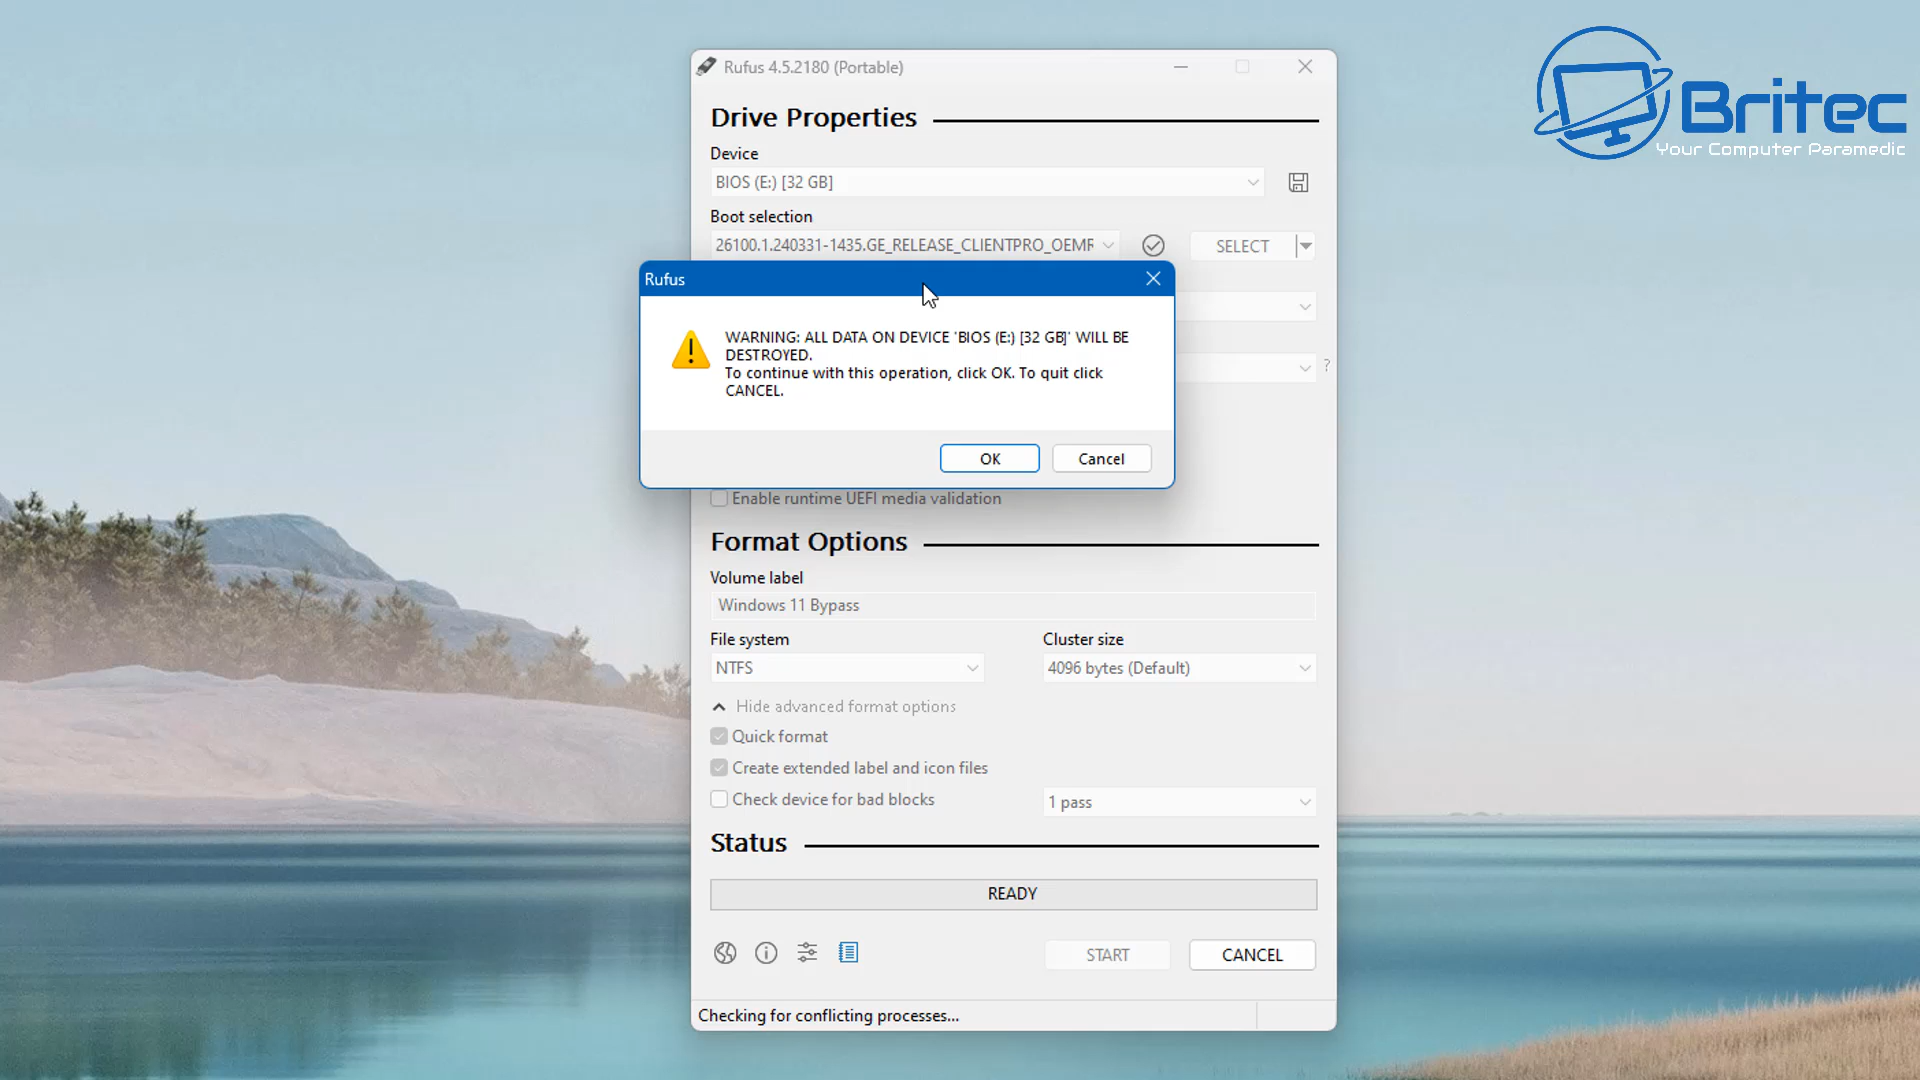 Britec
Your Computer Paramedic
Rufus 4.5.2180 (Portable)
Drive Properties
Device
BIOS (E:) [32 GB]
Boot selection
26100.1.240331-1435.GE_RELEASE_CLIENTPRO_OEMR
SELECT
Rufus
WARNING: ALL DATA ON DEVICE 'BIOS (E:) [32 GB]' WILL BE
DESTROYED.
To continue with this operation, click OK. To quit click
CANCEL.
?
OK
Cancel
Enable runtime UEFI media validation
Format Options
Volume label
Windows 11 Bypass
File system
Cluster size
NTFS
4096 bytes (Default)
Hide advanced format options
Quick format
Create extended label and icon files
Check device for bad blocks
1 pass
Status
READY
START
CANCEL
Checking for conflicting processes...